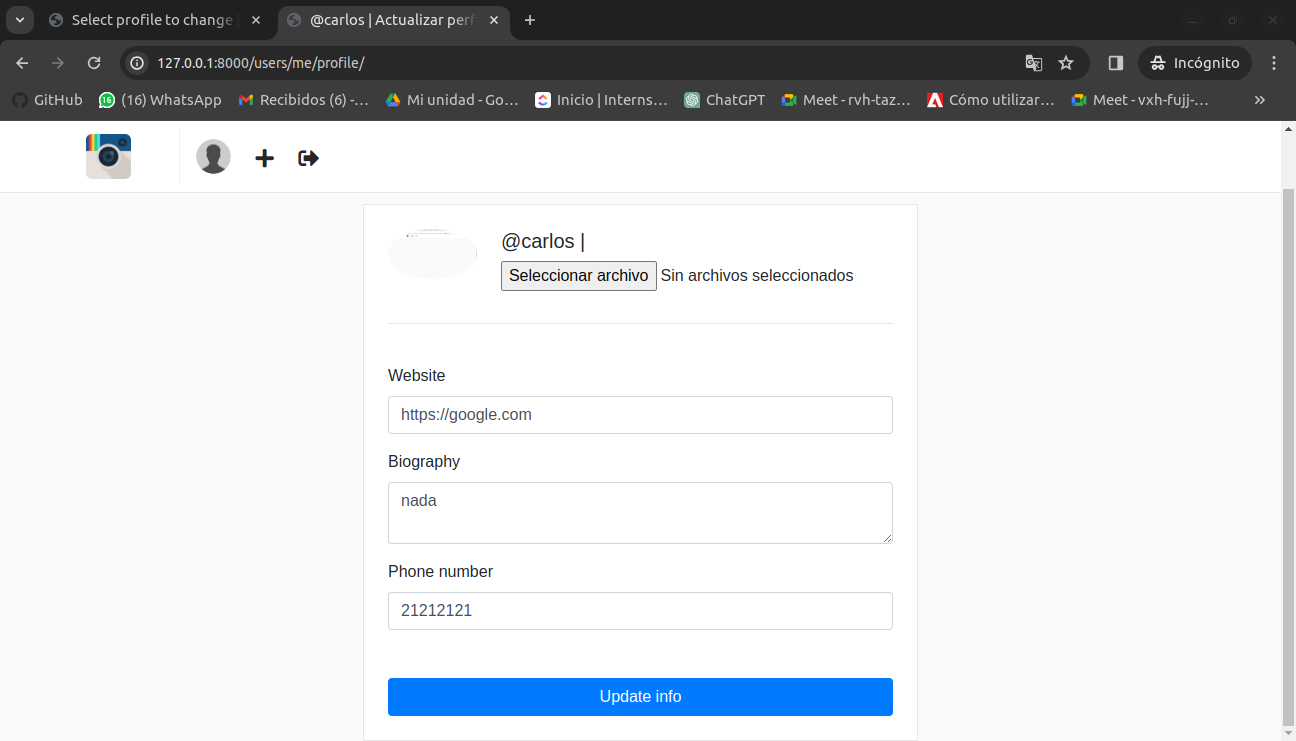 Select profile to change
@carlos | Actualizar perf
127.0.0.1:8000/users/me/profile/
Incógnito
GitHub
16
(16) WhatsApp
Recibidos (6) -...
Mi unidad - Go...
Inicio | Interns...
ChatGPT
Meet - rvh-taz...
Cómo utilizar...
Meet - vxh-fujj-...
@carlos |
Seleccionar archivo Sin archivos seleccionados
Website
https://google.com
Biography
nada
Phone number
21212121
Update info